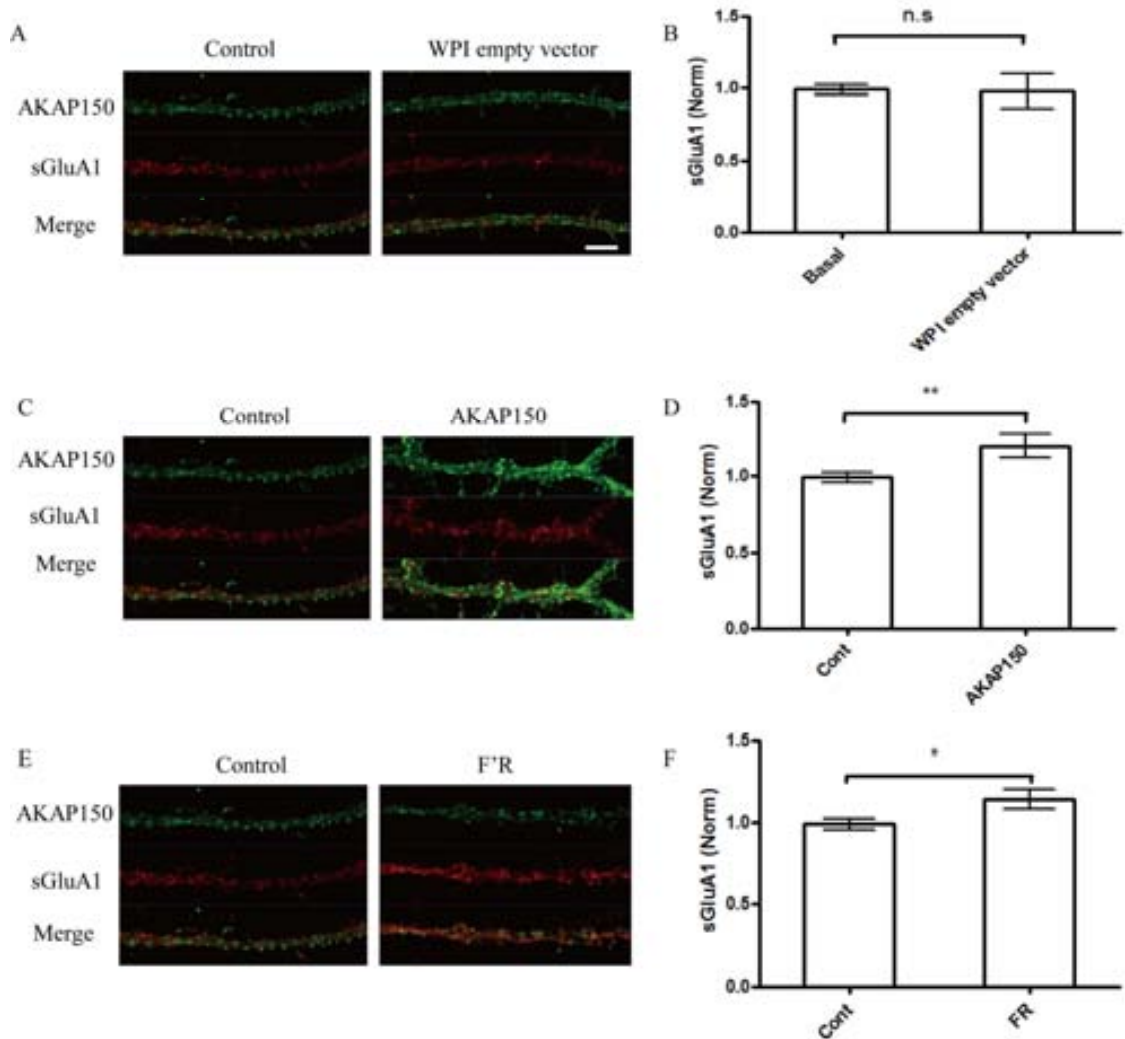 A
Control
WPI empty vector
AKAP150
sGluA1
Merge
B
n.s
sGluA1 (Norm)
1.5
1.0
0.5
0.0
Basal
WPI empty vector
C
Control
AKAP150
AKAP150
sGluA1
Merge
D
**
sGluA1 (Norm)
1.5
1.0
0.5
0.0
Cont
AKAP150
E
Control
F'R
AKAP150
sGluA1
Merge
F
*
sGluA1 (Norm)
1.5
1.0
0.5
0.0
Cont
FR